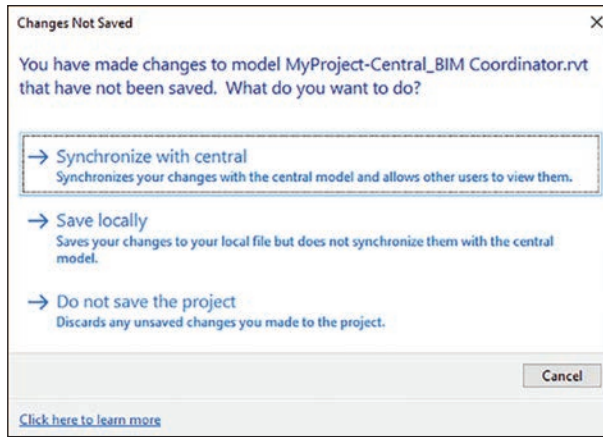 Changes Not Saved
You have made changes to model MyProject-Central_BIM Coordinator.rvt
that have not been saved. What do you want to do?
→ Synchronize with central
Synchronizes your changes with the central model and allows other users to view them.
→ Save locally
Saves your changes to your local file but does not synchronize them with the central
model.
→ Do not save the project
Discards any unsaved changes you made to the project.
Cancel
Click here to learn more